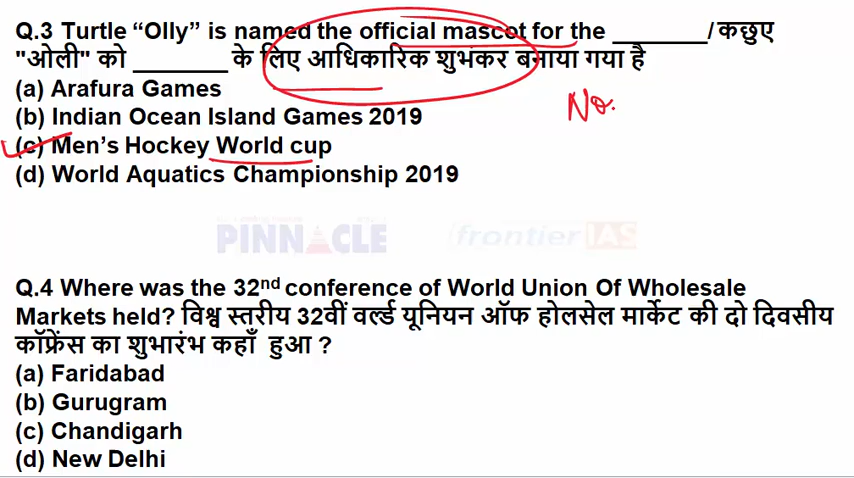 Q.3 Turtle “Olly” is named the official mascot for the _______/कछुए
"ओली" को _______ के लिए आधिकारिक शुभंकर बनाया गया है
(a) Arafura Games
(b) Indian Ocean Island Games 2019
No.
(c) Men’s Hockey World cup
(d) World Aquatics Championship 2019
PINNACLE frontier IAS
Q.4 Where was the 32nd conference of World Union Of Wholesale
Markets held? विश्व स्तरीय 32वीं वर्ल्ड यूनियन ऑफ होलसेल मार्केट की दो दिवसीय
कॉफ्रेंस का शुभारंभ कहाँ हुआ ?
(a) Faridabad
(b) Gurugram
(c) Chandigarh
(d) New Delhi